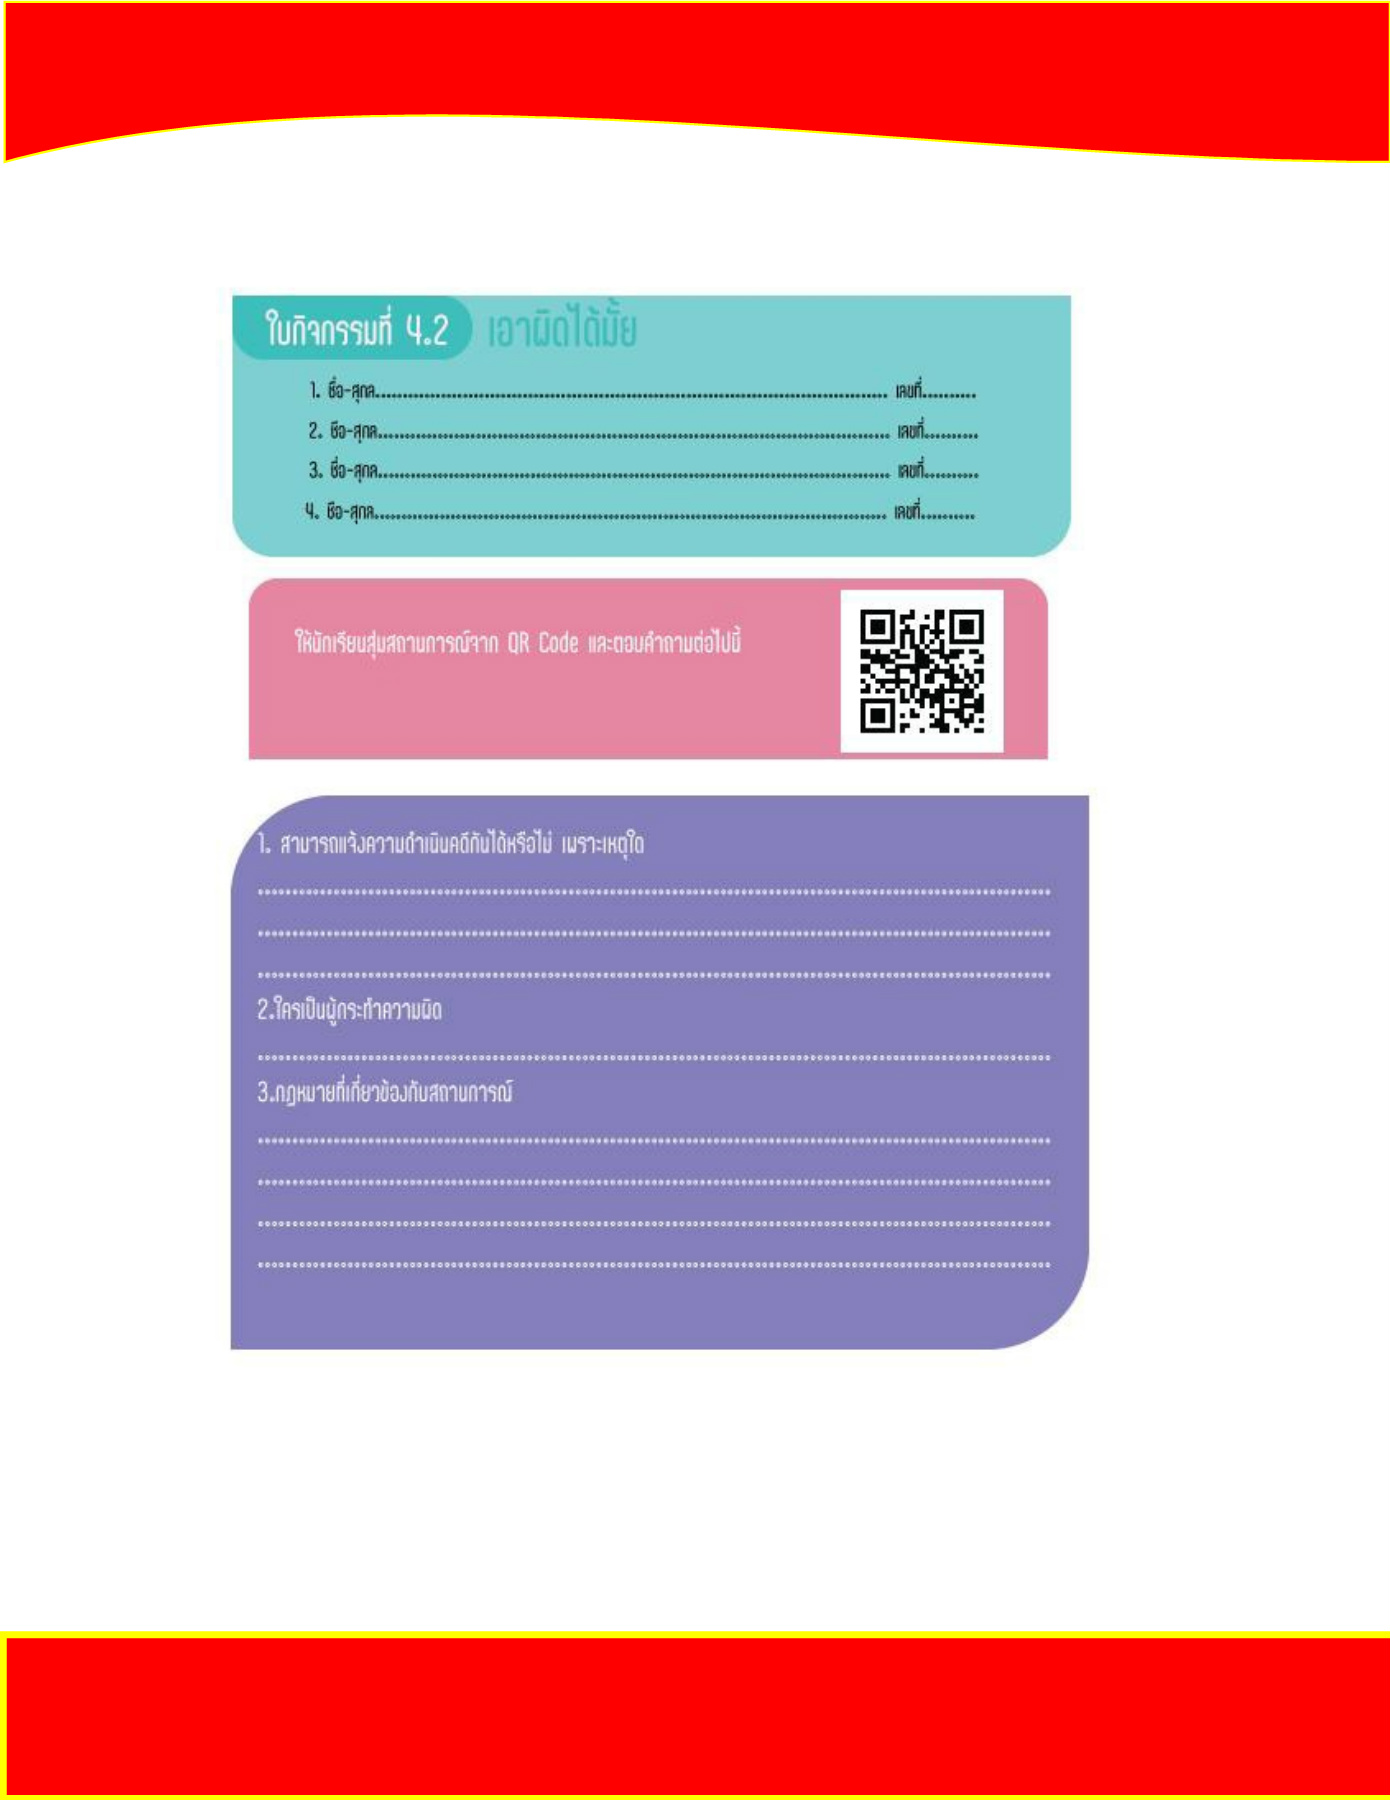 ใบกิจกรรมที่ 4.2 เอาผิดได้มั้ย
1. ชื่อ-สุกล................................................................................................ เลขที่..........
2. ชือ-สุกล................................................................................................ เลขที่..........
3. ชื่อ-สุกล................................................................................................ เลขที่..........
4. ชือ-สุกล................................................................................................ เลขที่..........
ให้นักเรียนสุ่มสถานการณ์จาก QR Code และตอบคำถามต่อไปนี้
1. สามารถแจ้งความดำเนินคดีกันได้หรือไม่ เพราะเหตุใด
....................................................................................................................
....................................................................................................................
....................................................................................................................
2.ใครเป็นผู้กระทำความผิด
....................................................................................................................
3.กฎหมายที่เกี่ยวข้องกับสถานการณ์
....................................................................................................................
....................................................................................................................
....................................................................................................................
....................................................................................................................